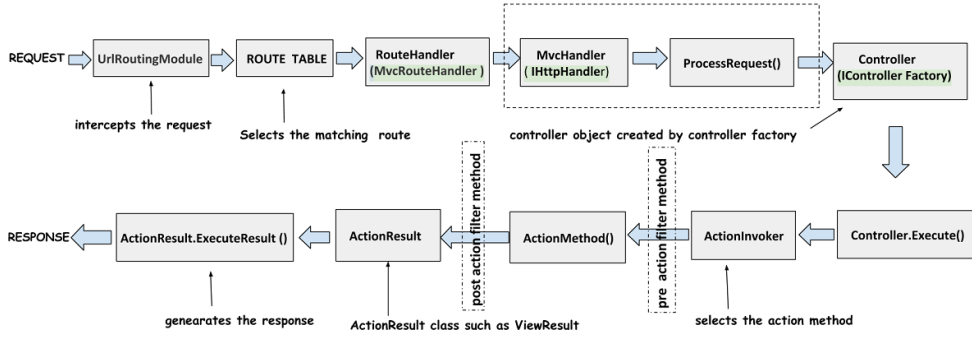 REQUEST
UrlRoutingModule
ROUTE TABLE
RouteHandler
(MvcRouteHandler )
MvcHandler
( IHttpHandler)
ProcessRequest()
Controller
(IController Factory)
intercepts the request
Selects the matching route
controller object created by controller factory
RESPONSE
ActionResult.ExecuteResult ()
ActionResult
post action filter method
ActionMethod()
pre action filter method
ActionInvoker
Controller.Execute()
genearates the response
ActionResult class such as ViewResult
selects the action method